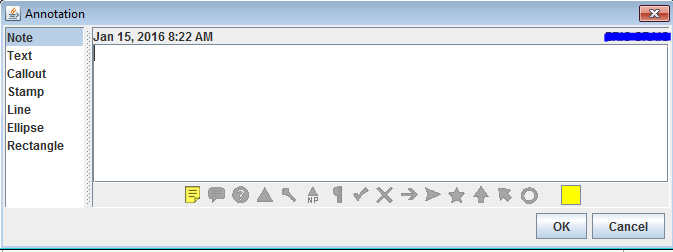 Annotation
Note
Text
Callout
Stamp
Line
Ellipse
Rectangle
Jan 15, 2016 8:22 AM
NP
OK
Cancel